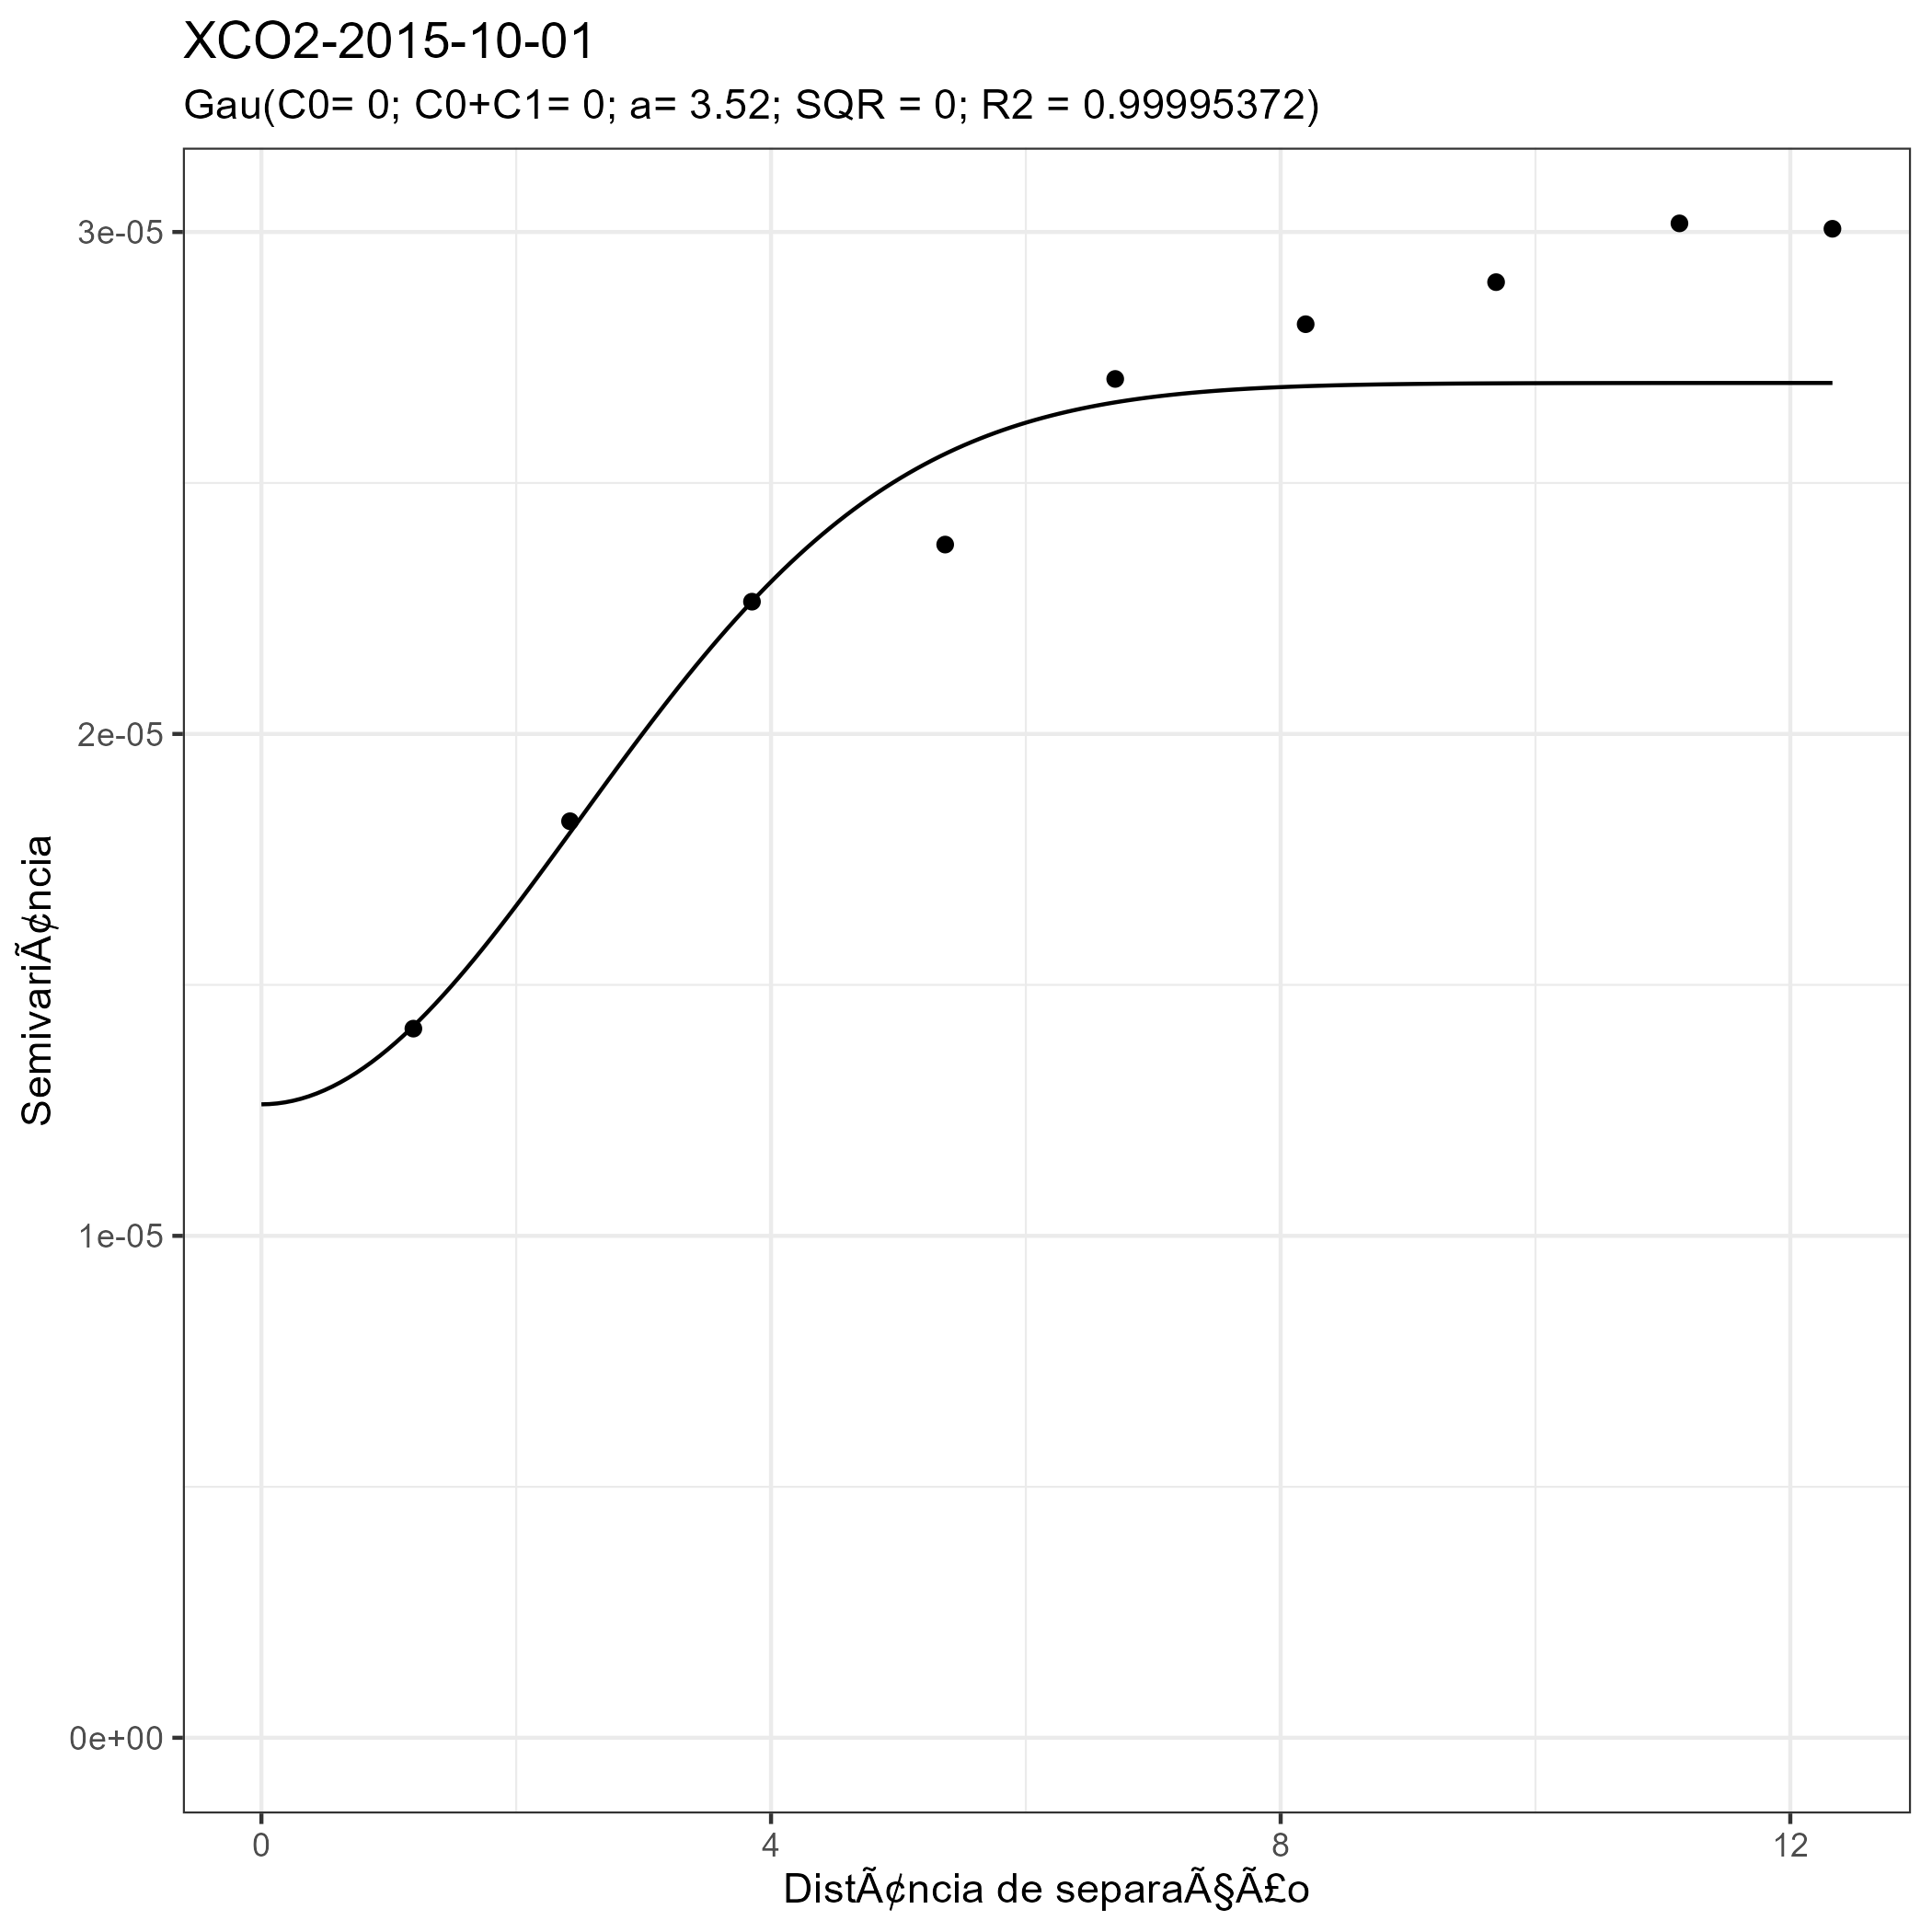 XCO2-2015-10-01
Gau(C0= 0; C0+C1= 0; a= 3.52; SQR = 0; R2 = 0.99995372)
3e-05
2e-05
1e-05
0e+00
SemivariÃ¢ncia
0 4 8 12
DistÃ¢ncia de separaÃ§Ã£o